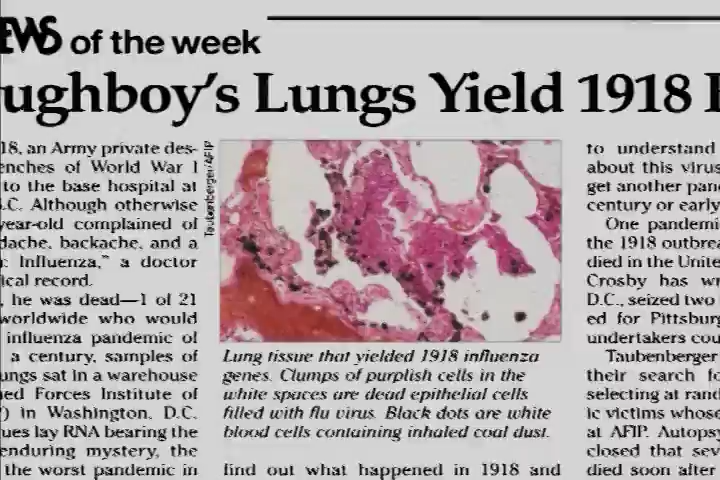 EWS of the week
ughboy's Lungs Yield 1918
18, an Army private des-
enches of World War I
to the base hospital at
.C. Although otherwise
year-old complained of
dache, backache, and a
: Influenza," a doctor
ical record.
, he was dead—1 of 21
worldwide who would
influenza pandemic of
a century, samples of
ungs sat in a warehouse
ned Forces Institute of
") in Washington, D.C.
ues lay RNA bearing the
enduring mystery, the
the worst pandemic in
Taubenberger/AFIP
Lung tissue that yielded 1918 influenza
genes. Clumps of purplish cells in the
white spaces are dead epithelial cells
filled with flu virus. Black dots are white
blood cells containing inhaled coal dust.
find out what happened in 1918 and
to understand
about this virus
get another pan
century or early
One pandemi
the 1918 outbrea
died in the Unite
Crosby has wr
D.C., seized two
ed for Pittsburg
undertakers cou
Taubenberger
their search fo
selecting at rand
ic victims whose
at AFIP. Autopsy
closed that sev
died soon after